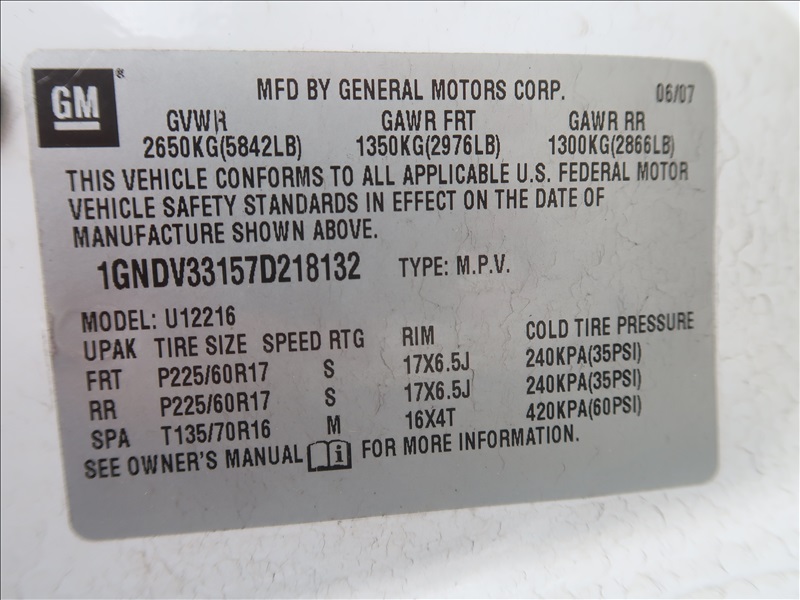 GM
MFD BY GENERAL MOTORS CORP. 06/07
GVWR GAWR FRT GAWR RR
2650KG(5842LB) 1350KG(2976LB) 1300KG(2866LB)
THIS VEHICLE CONFORMS TO ALL APPLICABLE U.S. FEDERAL MOTOR
VEHICLE SAFETY STANDARDS IN EFFECT ON THE DATE OF
MANUFACTURE SHOWN ABOVE.
1GNDV33157D218132 TYPE: M.P.V.
MODEL: U12216
UPAK TIRE SIZE SPEED RTG RIM COLD TIRE PRESSURE
FRT P225/60R17 S 17X6.5J 240KPA(35PSI)
RR P225/60R17 S 17X6.5J 240KPA(35PSI)
SPA T135/70R16 M 16X4T 420KPA(60PSI)
SEE OWNER'S MANUAL i FOR MORE INFORMATION.